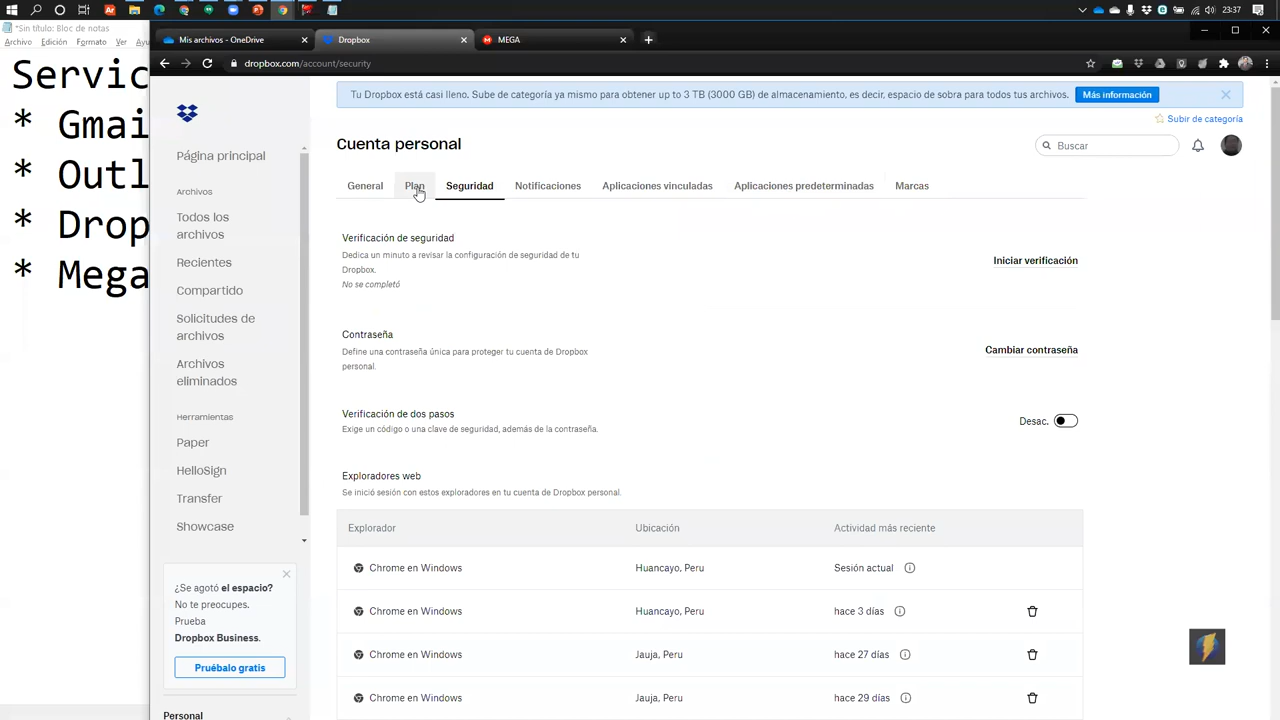 *Sin título: Bloc de notas
Archivo Edición Formato Ver Ayu
Servic
* Gmai
* Outl
* Drop
* Mega
Mis archivos - OneDrive
Dropbox
MEGA
dropbox.com/account/security
Tu Dropbox está casi lleno. Sube de categoría ya mismo para obtener up to 3 TB (3000 GB) de almacenamiento, es decir, espacio de sobra para todos tus archivos.
Más información
Subir de categoría
Cuenta personal
Buscar
General
Plan
Seguridad
Notificaciones
Aplicaciones vinculadas
Aplicaciones predeterminadas
Marcas
Página principal
Archivos
Todos los
archivos
Recientes
Compartido
Solicitudes de
archivos
Archivos
eliminados
Herramientas
Paper
HelloSign
Transfer
Showcase
¿Se agotó el espacio?
No te preocupes.
Prueba
Dropbox Business.
Pruébalo gratis
Personal
Verificación de seguridad
Dedica un minuto a revisar la configuración de seguridad de tu
Dropbox.
No se completó
Iniciar verificación
Contraseña
Define una contraseña única para proteger tu cuenta de Dropbox
personal.
Cambiar contraseña
Verificación de dos pasos
Exige un código o una clave de seguridad, además de la contraseña.
Desac.
Exploradores web
Se inició sesión con estos exploradores en tu cuenta de Dropbox personal.
Explorador Ubicación Actividad más reciente
Chrome en Windows Huancayo, Peru Sesión actual
Chrome en Windows Huancayo, Peru hace 3 días
Chrome en Windows Jauja, Peru hace 27 días
Chrome en Windows Jauja, Peru hace 29 días